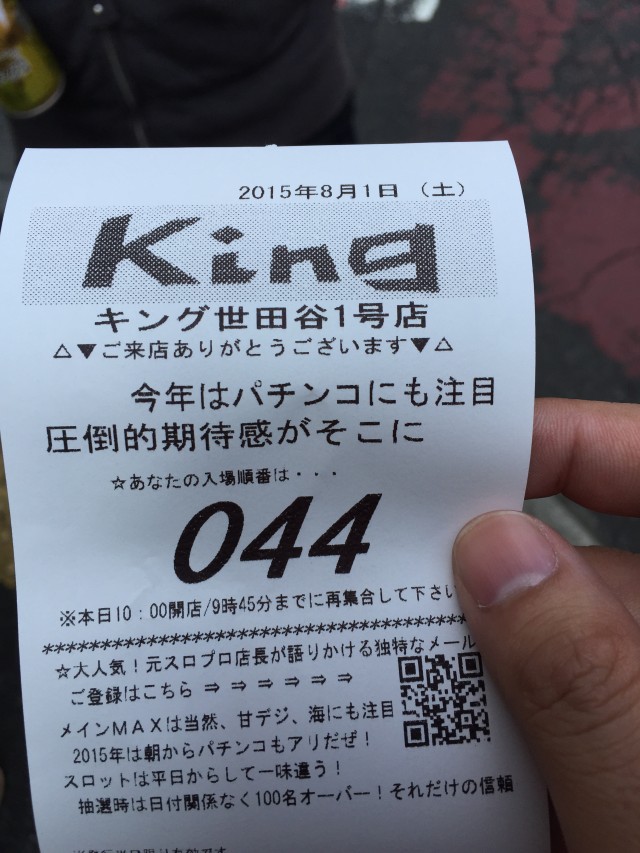 2015年8月1日 （土）
King
キング世田谷1号店
△▼ご来店ありがとうございます▼△
今年はパチンコにも注目
圧倒的期待感がそこに
☆あなたの入場順番は・・・
044
※本日10：00開店/9時45分までに再集合して下さい
****************************************
☆大人気！元スロプロ店長が語りかける独特なメール
ご登録はこちら ⇒ ⇒ ⇒ ⇒ ⇒ ⇒
メインMAXは当然、甘デジ、海にも注目
2015年は朝からパチンコもアリだぜ！
スロットは平日からして一味違う！
抽選時は日付関係なく100名オーバー！それだけの信頼